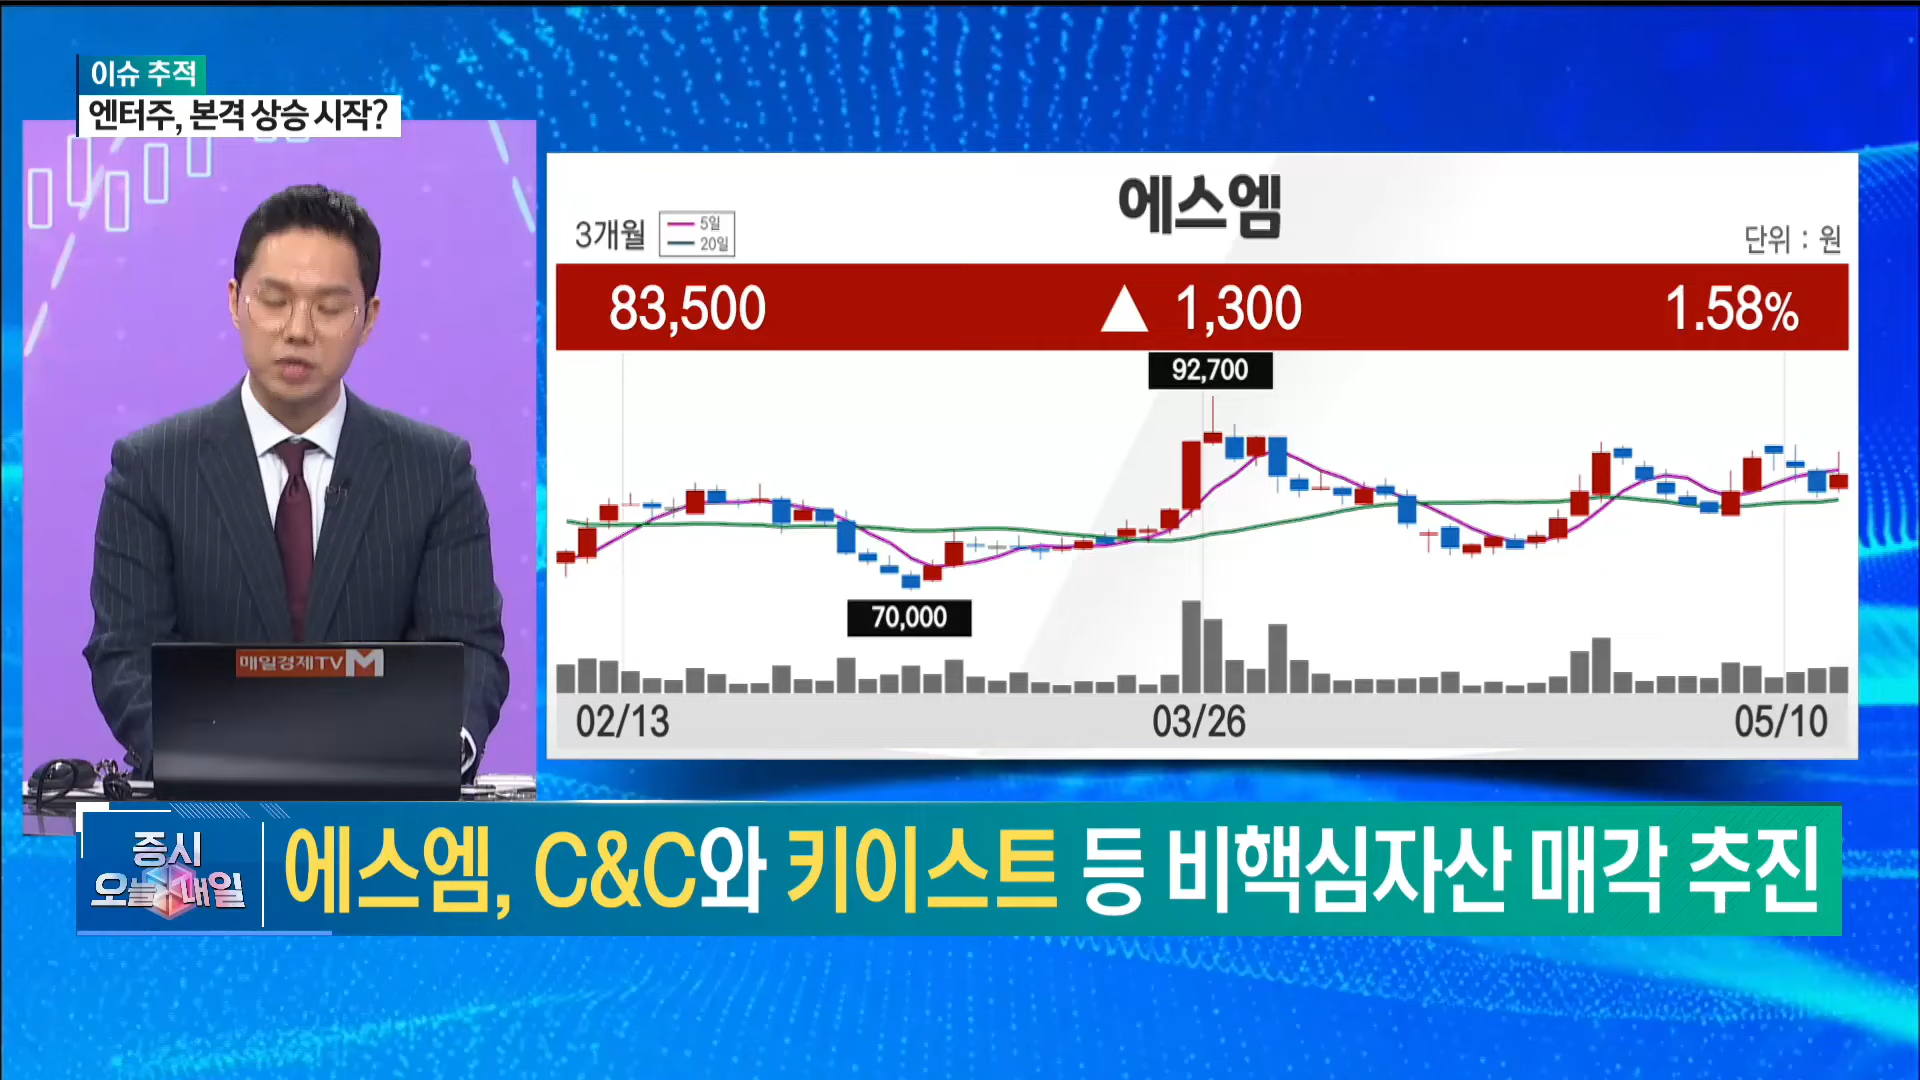 이슈 추적
엔터주, 본격 상승 시작?
에스엠
3개월
5일
20일
단위 : 원
83,500 ▲ 1,300 1.58%
92,700
70,000
02/13 03/26 05/10
매일경제TV M
증시
오늘 매일
에스엠, C&C와 키이스트 등 비핵심자산 매각 추진